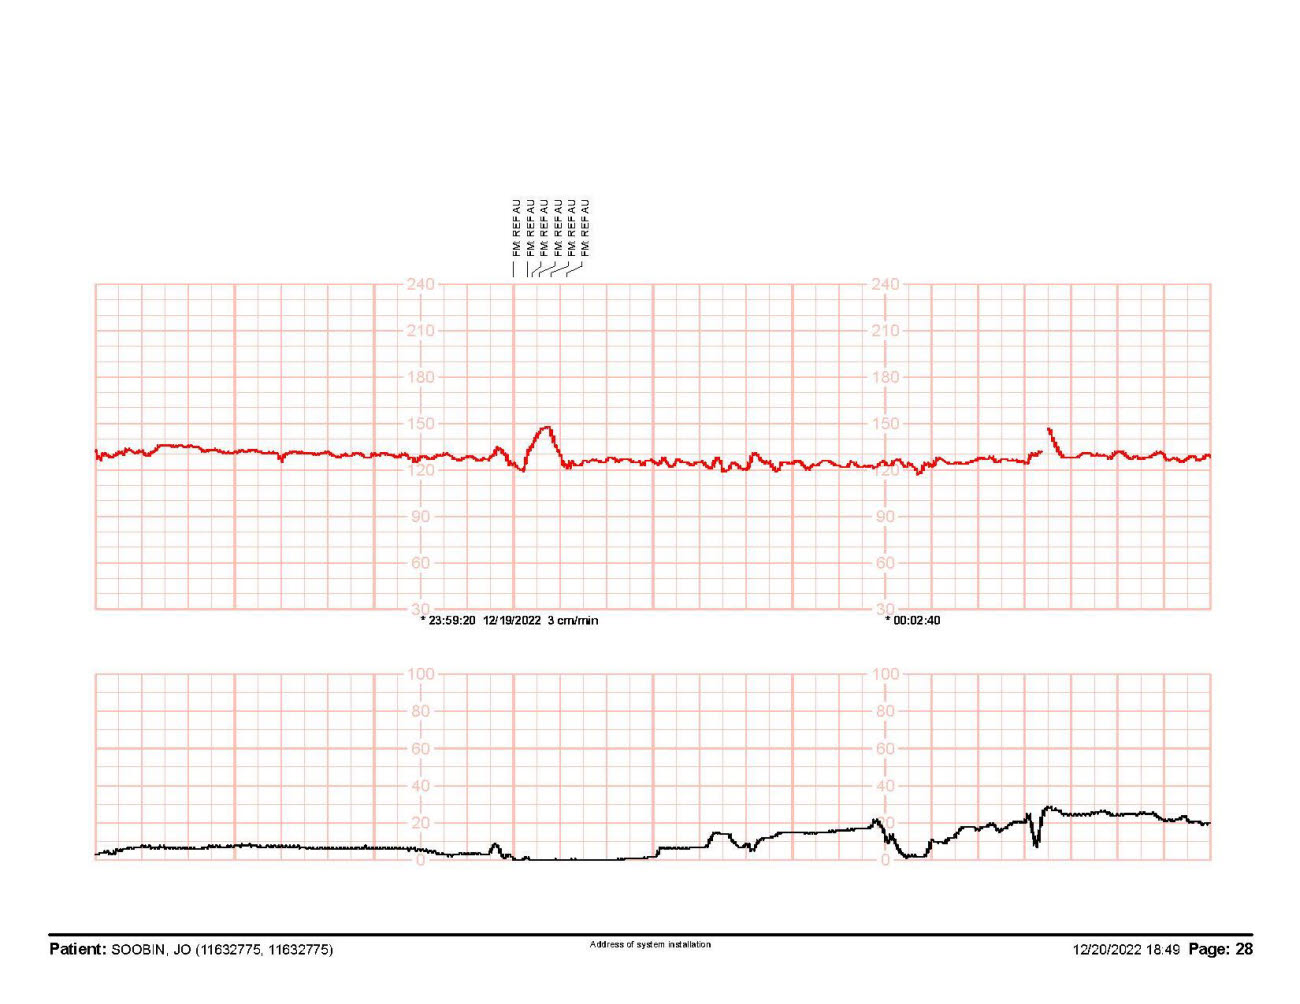 FM: REF AU
FM: REF AU
FM: REF AU
FM: REF AU
FM: REF AU
FM: REF AU
240 240
210 210
180 180
150 150
120 120
90 90
60 60
30 30
* 23:59:20 12/19/2022 3 cm/min * 00:02:40
100 100
80 80
60 60
40 40
20 20
0 0
Patient: SOOBIN, JO (11632775, 11632775) Address of system installation 12/20/2022 18:49 Page: 28